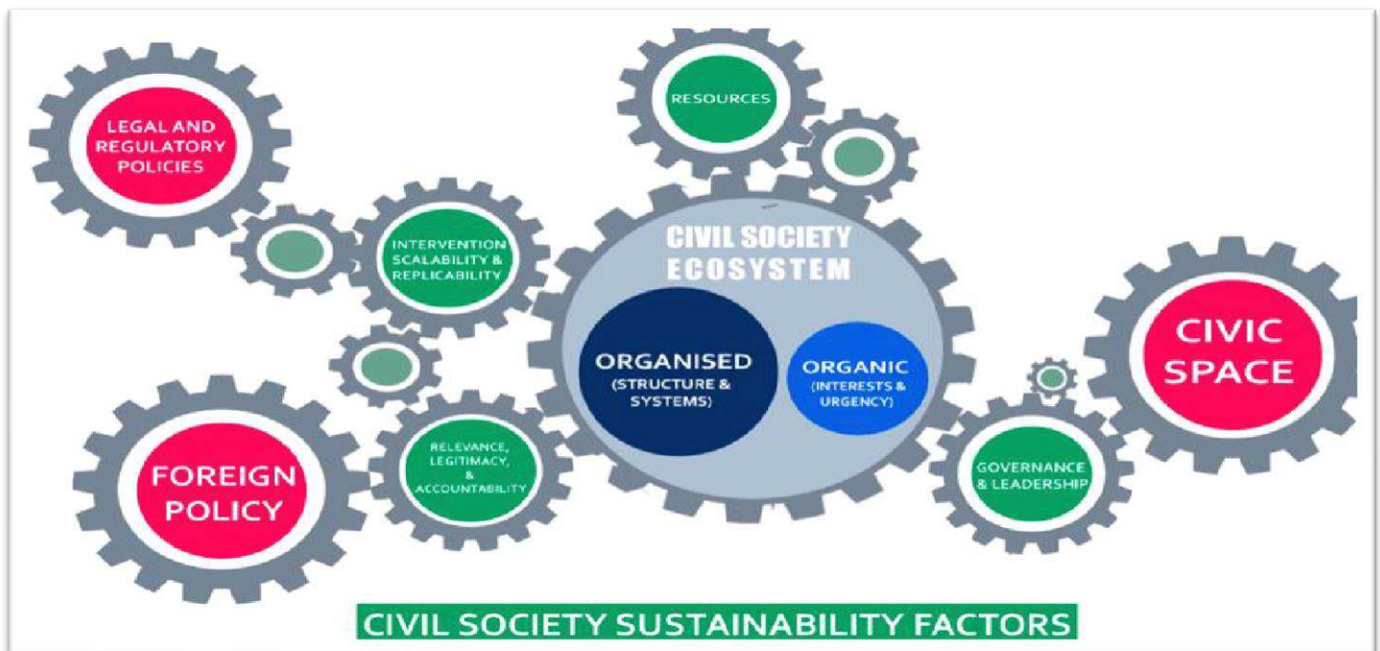 LEGAL AND
REGULATORY
POLICIES
RESOURCES
INTERVENTION
SCALABILITY &
REPLICABILITY
CIVIL SOCIETY
ECOSYSTEM
ORGANISED
(STRUCTURE &
SYSTEMS)
ORGANIC
(INTERESTS &
URGENCY)
CIVIC
SPACE
FOREIGN
POLICY
RELEVANCE,
LEGITIMACY,
&
ACCOUNTABILITY
GOVERNANCE
& LEADERSHIP
CIVIL SOCIETY SUSTAINABILITY FACTORS